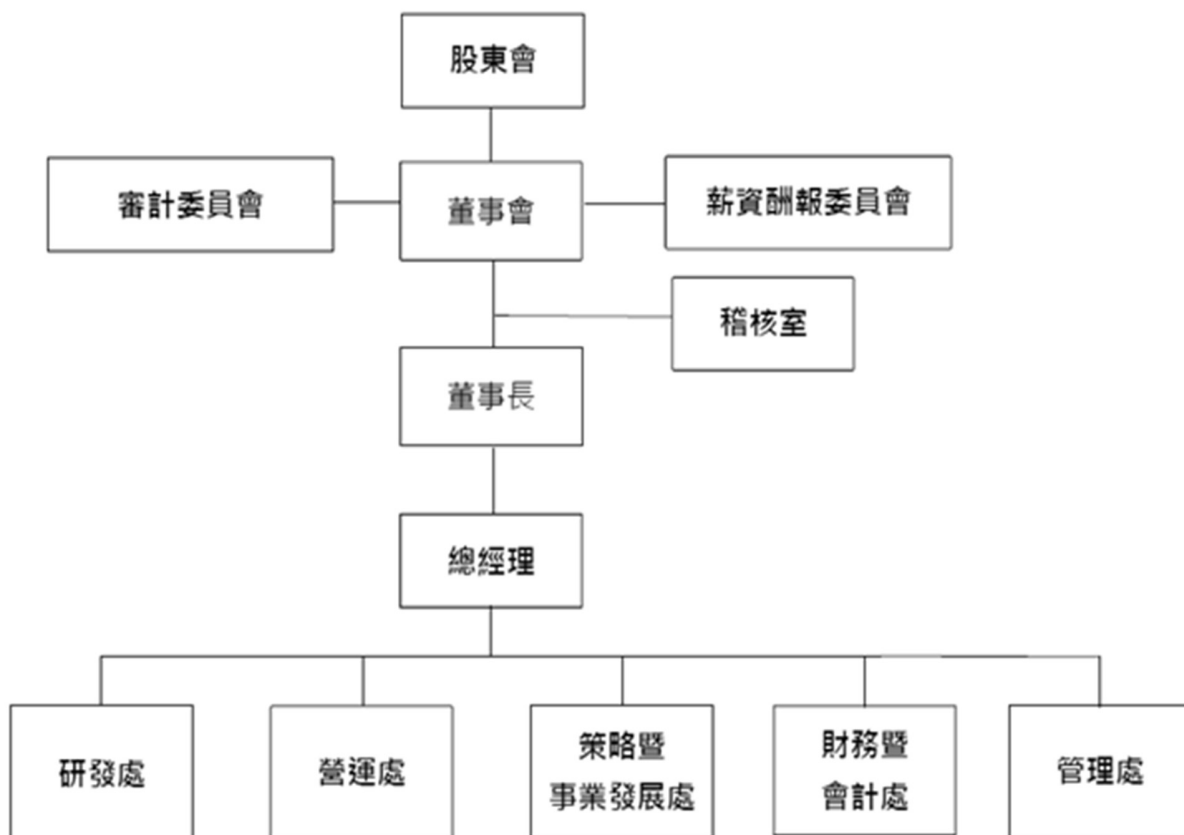 股東會
審計委員會
董事會
薪資酬報委員會
稽核室
董事長
總經理
研發處
營運處
策略暨
事業發展處
財務暨
會計處
管理處